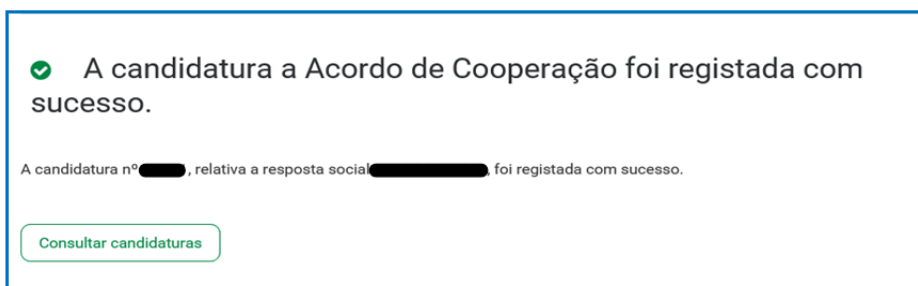 A candidatura a Acordo de Cooperação foi registada com
sucesso.
A candidatura nº , relativa a resposta social , foi registada com sucesso.
Consultar candidaturas